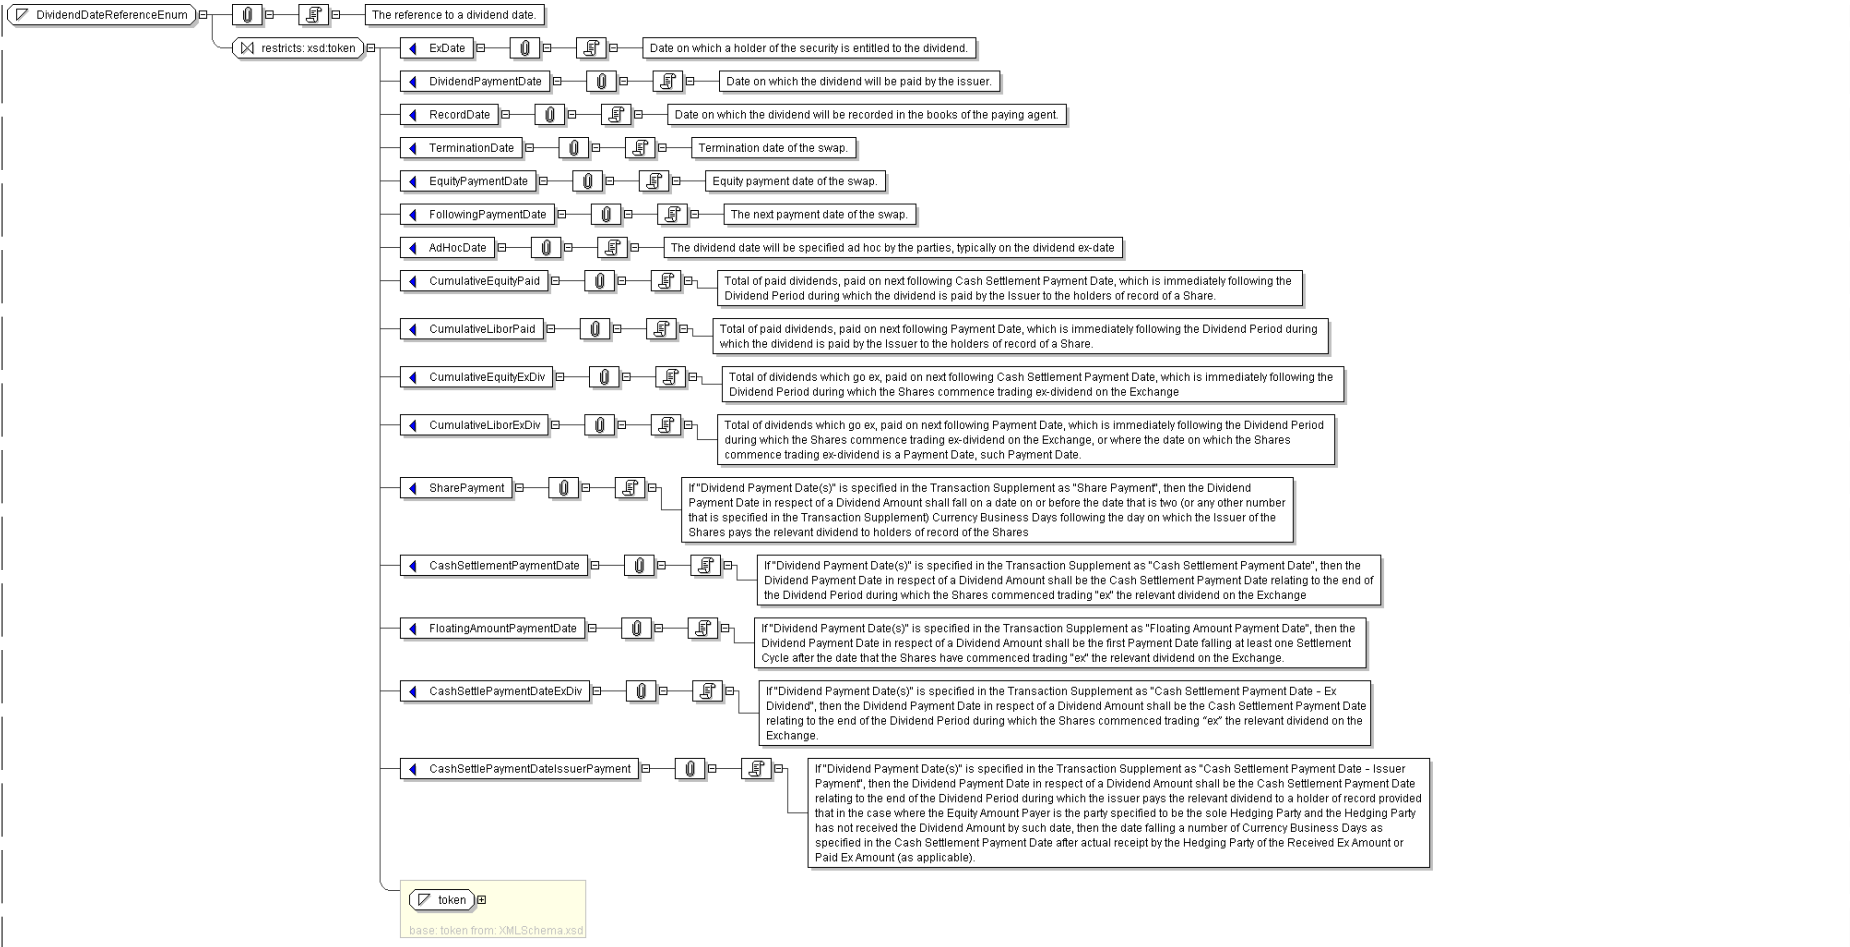 DividendDateReferenceEnum
The reference to a dividend date.
restricts: xsd:token
ExDate
Date on which a holder of the security is entitled to the dividend.
DividendPaymentDate
Date on which the dividend will be paid by the issuer.
RecordDate
Date on which the dividend will be recorded in the books of the paying agent.
TerminationDate
Termination date of the swap.
EquityPaymentDate
Equity payment date of the swap.
FollowingPaymentDate
The next payment date of the swap.
AdHocDate
The dividend date will be specified ad hoc by the parties, typically on the dividend ex-date
CumulativeEquityPaid
Total of paid dividends, paid on next following Cash Settlement Payment Date, which is immediately following the
Dividend Period during which the dividend is paid by the Issuer to the holders of record of a Share.
CumulativeLiborPaid
Total of paid dividends, paid on next following Payment Date, which is immediately following the Dividend Period during
which the dividend is paid by the Issuer to the holders of record of a Share.
CumulativeEquityExDiv
Total of dividends which go ex, paid on next following Cash Settlement Payment Date, which is immediately following the
Dividend Period during which the Shares commence trading ex-dividend on the Exchange
CumulativeLiborExDiv
Total of dividends which go ex, paid on next following Payment Date, which is immediately following the Dividend Period
during which the Shares commence trading ex-dividend on the Exchange, or where the date on which the Shares
commence trading ex-dividend is a Payment Date, such Payment Date.
SharePayment
If "Dividend Payment Date(s)" is specified in the Transaction Supplement as "Share Payment", then the Dividend
Payment Date in respect of a Dividend Amount shall fall on a date on or before the date that is two (or any other number
that is specified in the Transaction Supplement) Currency Business Days following the day on which the Issuer of the
Shares pays the relevant dividend to holders of record of the Shares
CashSettlementPaymentDate
If "Dividend Payment Date(s)" is specified in the Transaction Supplement as "Cash Settlement Payment Date", then the
Dividend Payment Date in respect of a Dividend Amount shall be the Cash Settlement Payment Date relating to the end of
the Dividend Period during which the Shares commenced trading "ex" the relevant dividend on the Exchange
FloatingAmountPaymentDate
If "Dividend Payment Date(s)" is specified in the Transaction Supplement as "Floating Amount Payment Date", then the
Dividend Payment Date in respect of a Dividend Amount shall be the first Payment Date falling at least one Settlement
Cycle after the date that the Shares have commenced trading "ex" the relevant dividend on the Exchange.
CashSettlePaymentDateExDiv
If "Dividend Payment Date(s)" is specified in the Transaction Supplement as "Cash Settlement Payment Date – Ex
Dividend", then the Dividend Payment Date in respect of a Dividend Amount shall be the Cash Settlement Payment Date
relating to the end of the Dividend Period during which the Shares commenced trading “ex” the relevant dividend on the
Exchange.
CashSettlePaymentDateIssuerPayment
If "Dividend Payment Date(s)" is specified in the Transaction Supplement as "Cash Settlement Payment Date – Issuer
Payment", then the Dividend Payment Date in respect of a Dividend Amount shall be the Cash Settlement Payment Date
relating to the end of the Dividend Period during which the issuer pays the relevant dividend to a holder of record provided
that in the case where the Equity Amount Payer is the party specified to be the sole Hedging Party and the Hedging Party
has not received the Dividend Amount by such date, then the date falling a number of Currency Business Days as
specified in the Cash Settlement Payment Date after actual receipt by the Hedging Party of the Received Ex Amount or
Paid Ex Amount (as applicable).
token
base: token from: XMLSchema.xsd